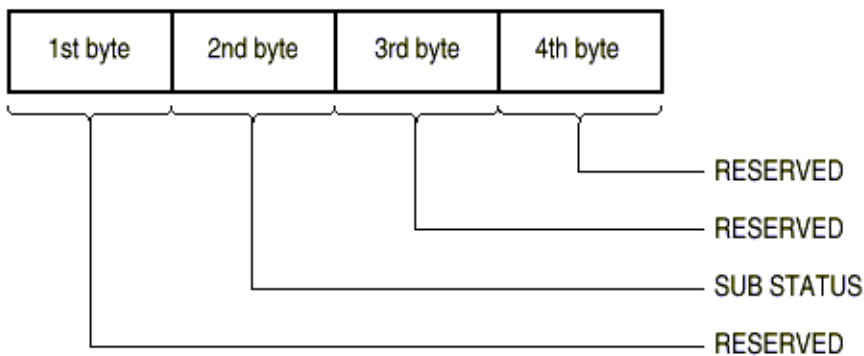 1st byte 2nd byte 3rd byte 4th byte
RESERVED
RESERVED
SUB STATUS
RESERVED